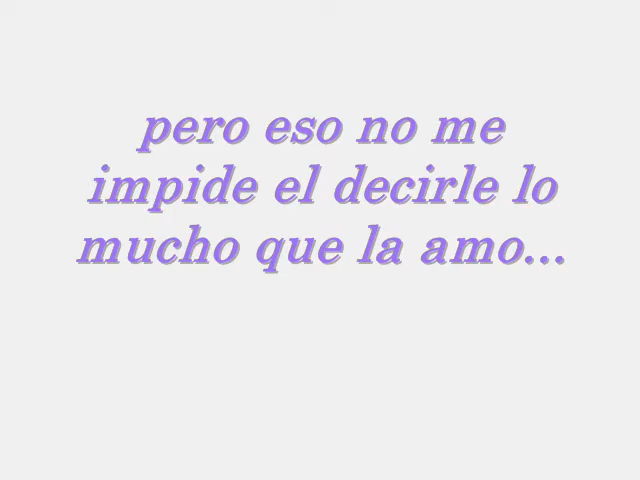 pero eso no me
impide el decirle lo
mucho que la amo...